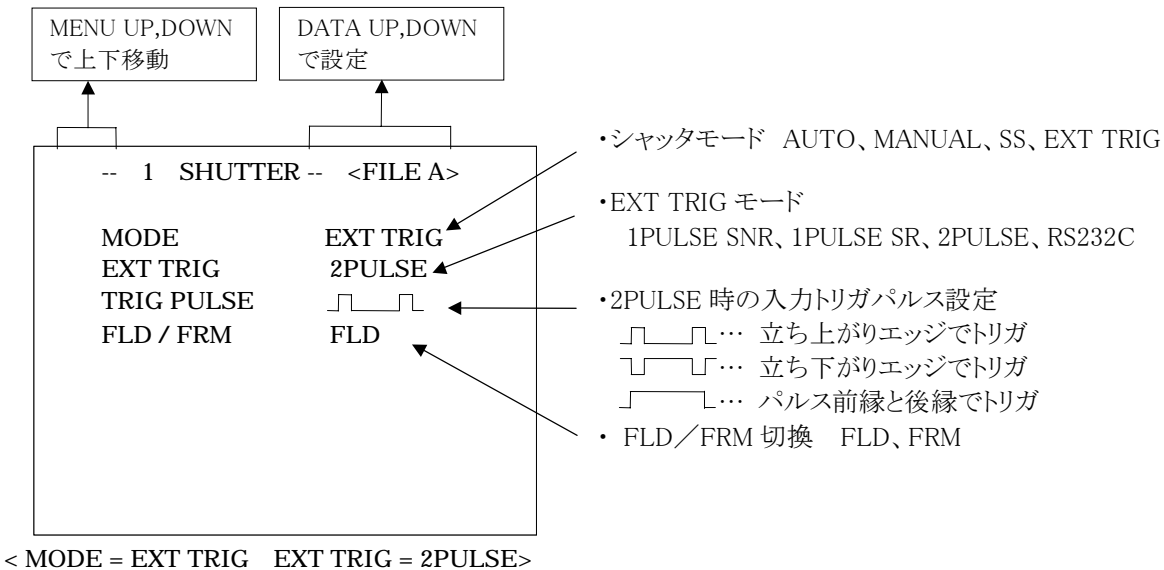 MENU UP,DOWN
で上下移動
DATA UP,DOWN
で設定
-- 1 SHUTTER -- <FILE A>
MODE EXT TRIG
EXT TRIG 2PULSE
TRIG PULSE
FLD / FRM FLD
・シャッタモード AUTO、MANUAL、SS、EXT TRIG
・EXT TRIG モード
1PULSE SNR、1PULSE SR、2PULSE、RS232C
・2PULSE 時の入力トリガパルス設定
… 立ち上がりエッジでトリガ
… 立ち下がりエッジでトリガ
… パルス前縁と後縁でトリガ
・ FLD／FRM 切換 FLD、FRM
< MODE = EXT TRIG EXT TRIG = 2PULSE>